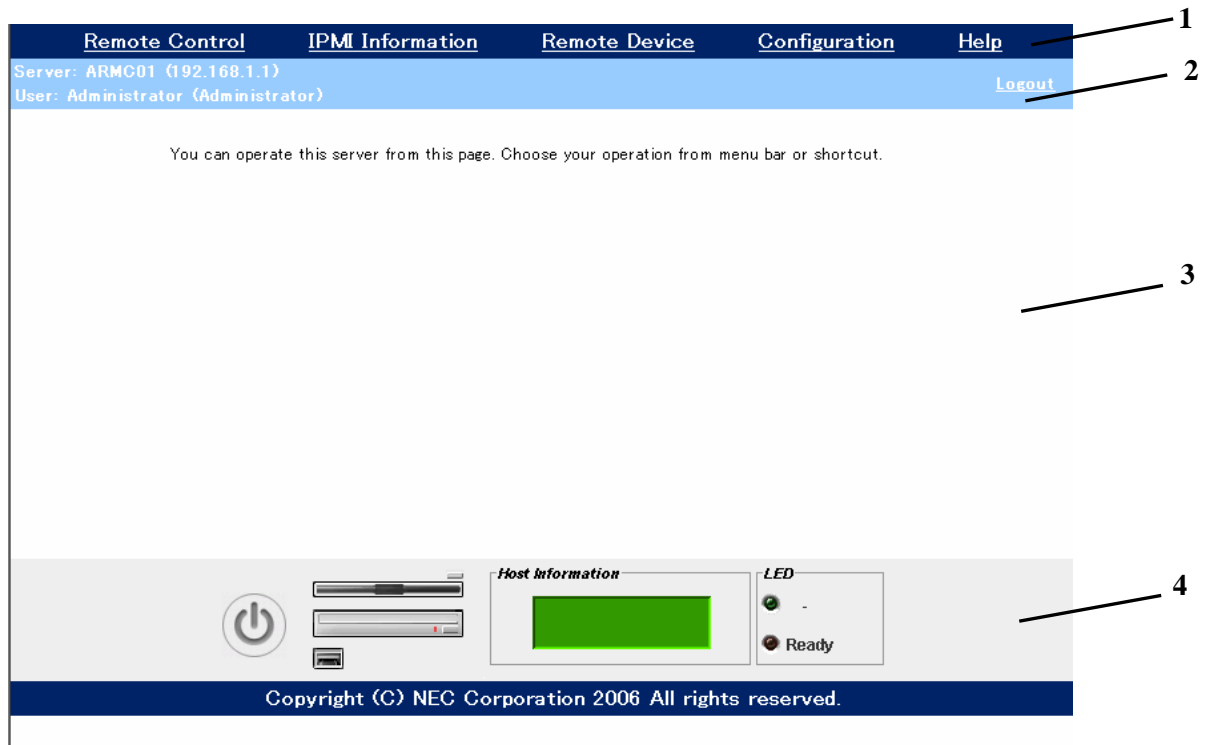 1
Remote Control IPMI Information Remote Device Configuration Help
Server: ARMC01 (192.168.1.1)
2
Logout
User: Administrator (Administrator)
You can operate this server from this page. Choose your operation from menu bar or shortcut.
3
Host Information
LED
4
-
Ready
Copyright (C) NEC Corporation 2006 All rights reserved.